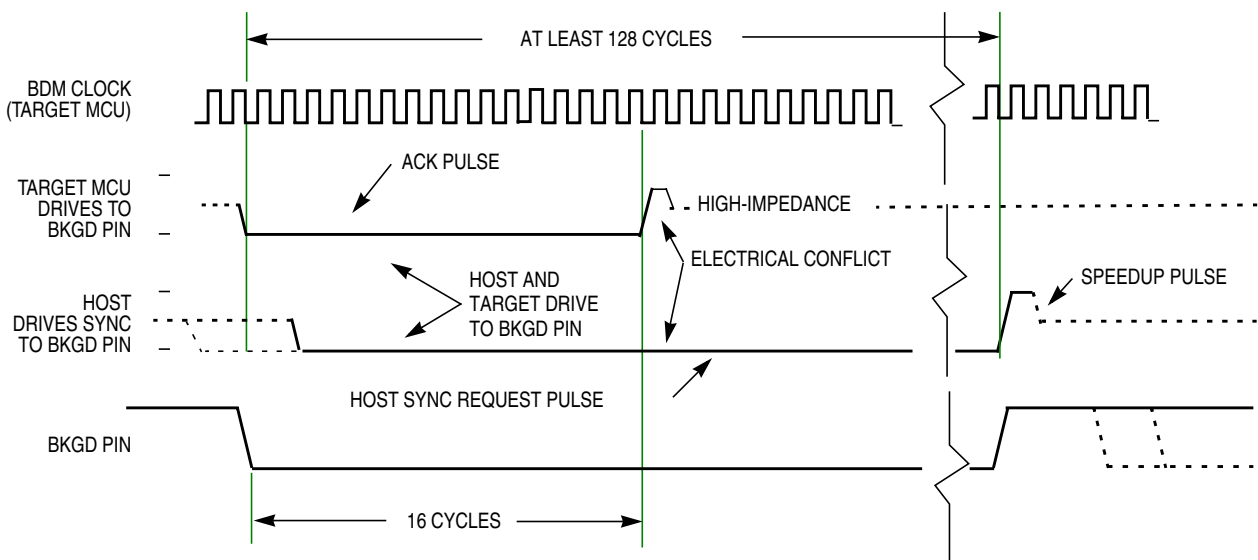 AT LEAST 128 CYCLES
BDM CLOCK
(TARGET MCU)
ACK PULSE
TARGET MCU
DRIVES TO
BKGD PIN
HIGH-IMPEDANCE
ELECTRICAL CONFLICT
HOST AND
TARGET DRIVE
TO BKGD PIN
SPEEDUP PULSE
HOST
DRIVES SYNC
TO BKGD PIN
HOST SYNC REQUEST PULSE
BKGD PIN
16 CYCLES